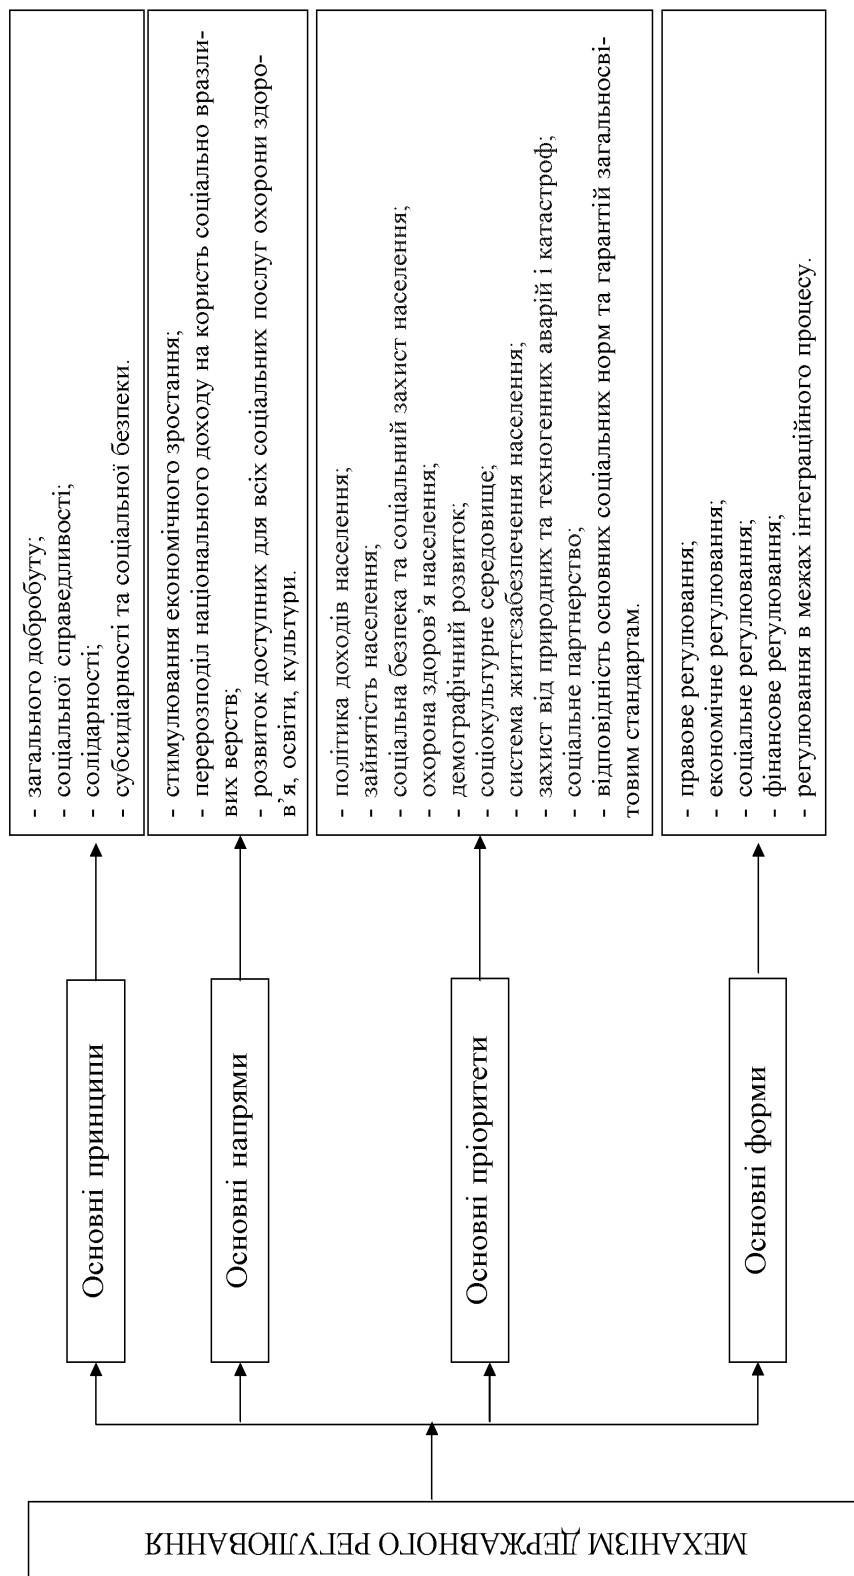 МЕХАНІЗМ ДЕРЖАВНОГО РЕГУЛЮВАННЯ
Основні принципи
- загального добробуту;
- соціальної справедливості;
- солідарності;
- субсидіарності та соціальної безпеки.
Основні напрями
- стимулювання економічного зростання;
- перерозподіл національного доходу на користь соціально вразли-
вих верств;
- розвиток доступних для всіх соціальних послуг охорони здоро-
в’я, освіти, культури.
Основні пріоритети
- політика доходів населення;
- зайнятість населення;
- соціальна безпека та соціальний захист населення;
- охорона здоров’я населення;
- демографічний розвиток;
- соціокультурне середовище;
- система життєзабезпечення населення;
- захист від природних та техногенних аварій і катастроф;
- соціальне партнерство;
- відповідність основних соціальних норм та гарантій загальносві-
товим стандартам.
Основні форми
- правове регулювання;
- економічне регулювання;
- соціальне регулювання;
- фінансове регулювання;
- регулювання в межах інтеграційного процесу.